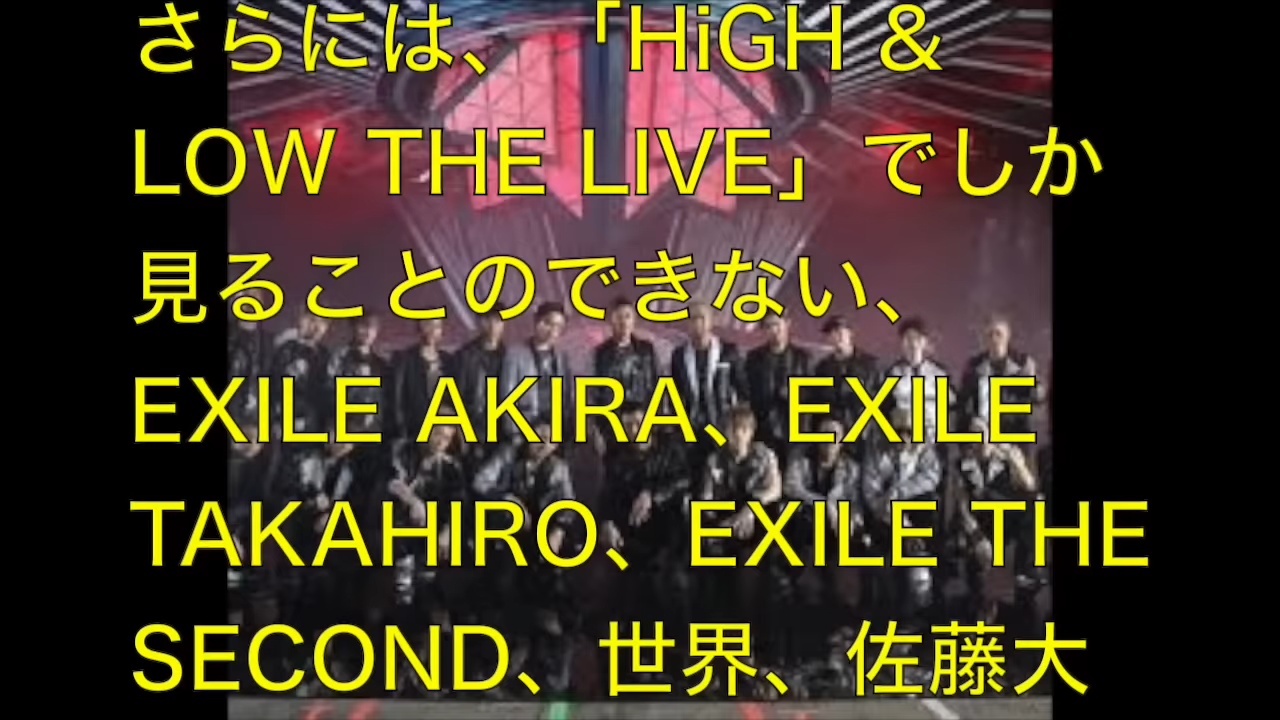 さらには、「HiGH &
LOW THE LIVE」でしか
見ることのできない、
EXILE AKIRA、EXILE
TAKAHIRO、EXILE THE
SECOND、世界、佐藤大